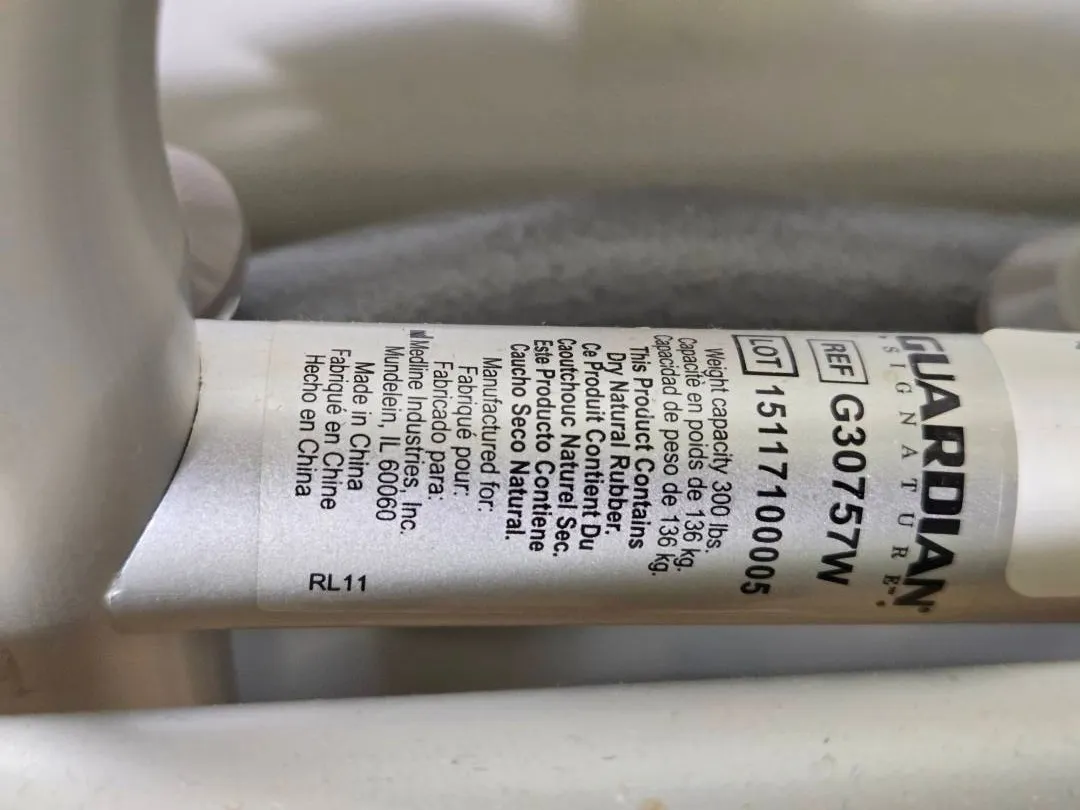 GUARDIAN®
SIGNATURE™
REF G30757W
LOT 15117100005
Weight capacity 300 lbs.
Capacité en poids de 136 kg.
Capacidad de peso de 136 kg.
This Product Contains
Dry Natural Rubber.
Ce Produit Contient Du
Caoutchouc Naturel Sec.
Este Producto Contiene
Caucho Seco Natural.
Manufactured for:
Fabriqué pour:
Fabricado para:
Medline Industries, Inc.
Mundelein, IL 60060
Made in China
Fabriqué en Chine
Hecho en China
RL11